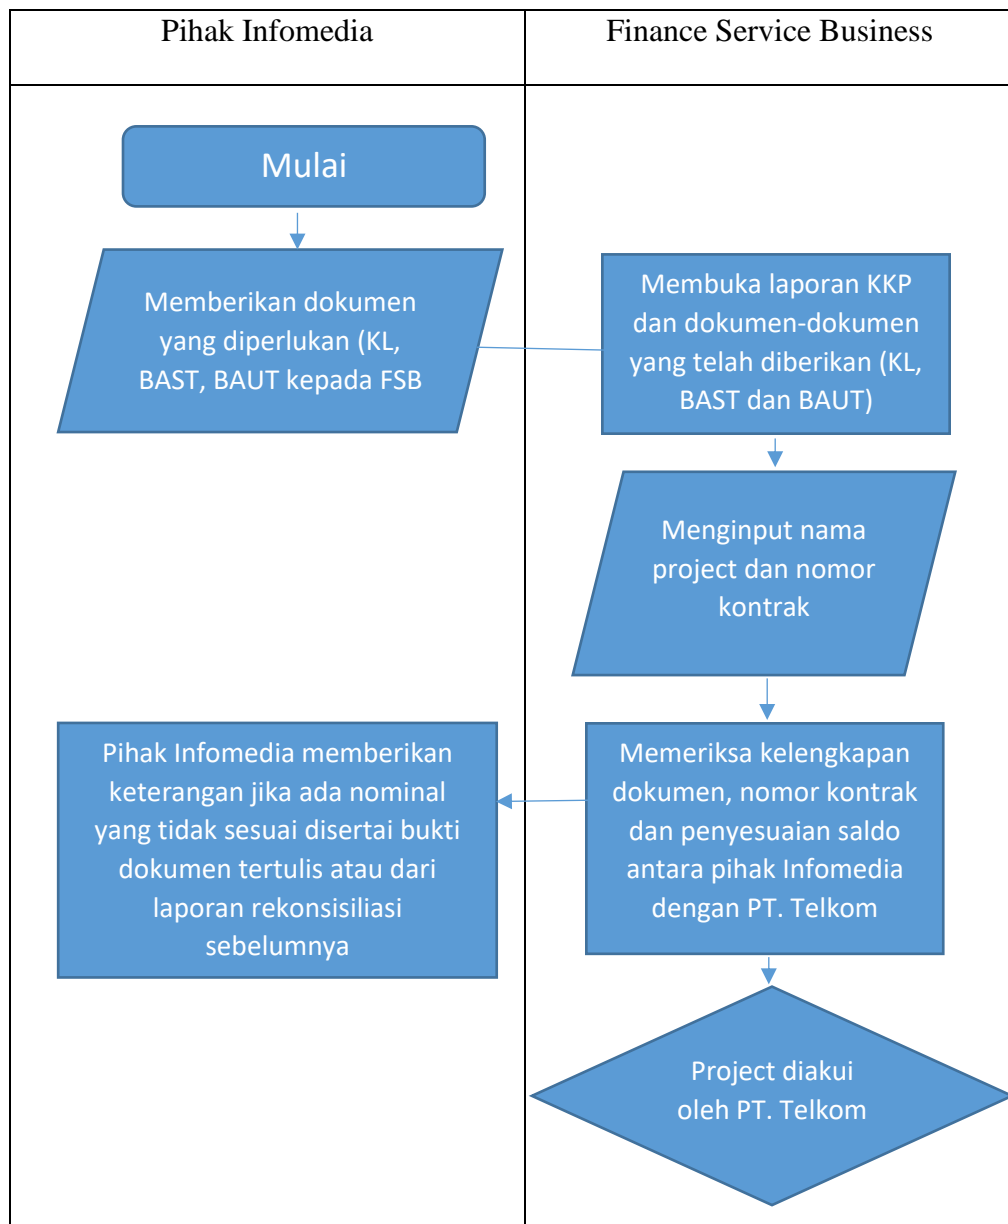 Pihak Infomedia
Finance Service Business
Mulai
Memberikan dokumen
yang diperlukan (KL,
BAST, BAUT kepada FSB
Membuka laporan KKP
dan dokumen-dokumen
yang telah diberikan (KL,
BAST dan BAUT)
Menginput nama
project dan nomor
kontrak
Memeriksa kelengkapan
dokumen, nomor kontrak
dan penyesuaian saldo
antara pihak Infomedia
dengan PT. Telkom
Pihak Infomedia memberikan
keterangan jika ada nominal
yang tidak sesuai disertai bukti
dokumen tertulis atau dari
laporan rekonsisiliasi
sebelumnya
Project diakui
oleh PT. Telkom